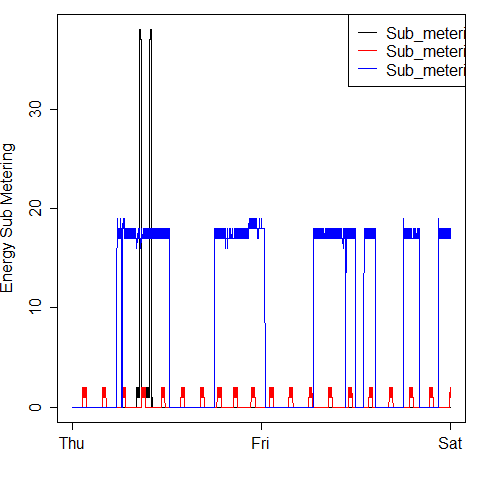 Sub_meteri
Sub_meteri
Sub_meteri
Energy Sub Metering
30
20
10
0
Thu Fri Sat